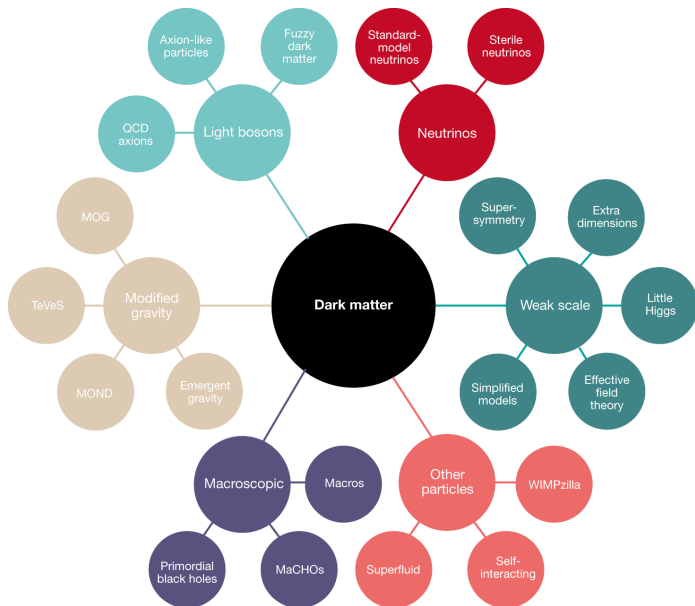 Axion-like
particles
Fuzzy
dark
matter
QCD
axions
Light bosons
Standard-
model
neutrinos
Sterile
neutrinos
Neutrinos
MOG
TeVeS
Modified
gravity
MOND
Emergent
gravity
Dark matter
Super-
symmetry
Extra
dimensions
Weak scale
Little
Higgs
Simplified
models
Effective
field
theory
Macroscopic
Macros
Primordial
black holes
MaCHOs
Other
particles
WIMPzilla
Superfluid
Self-
interacting